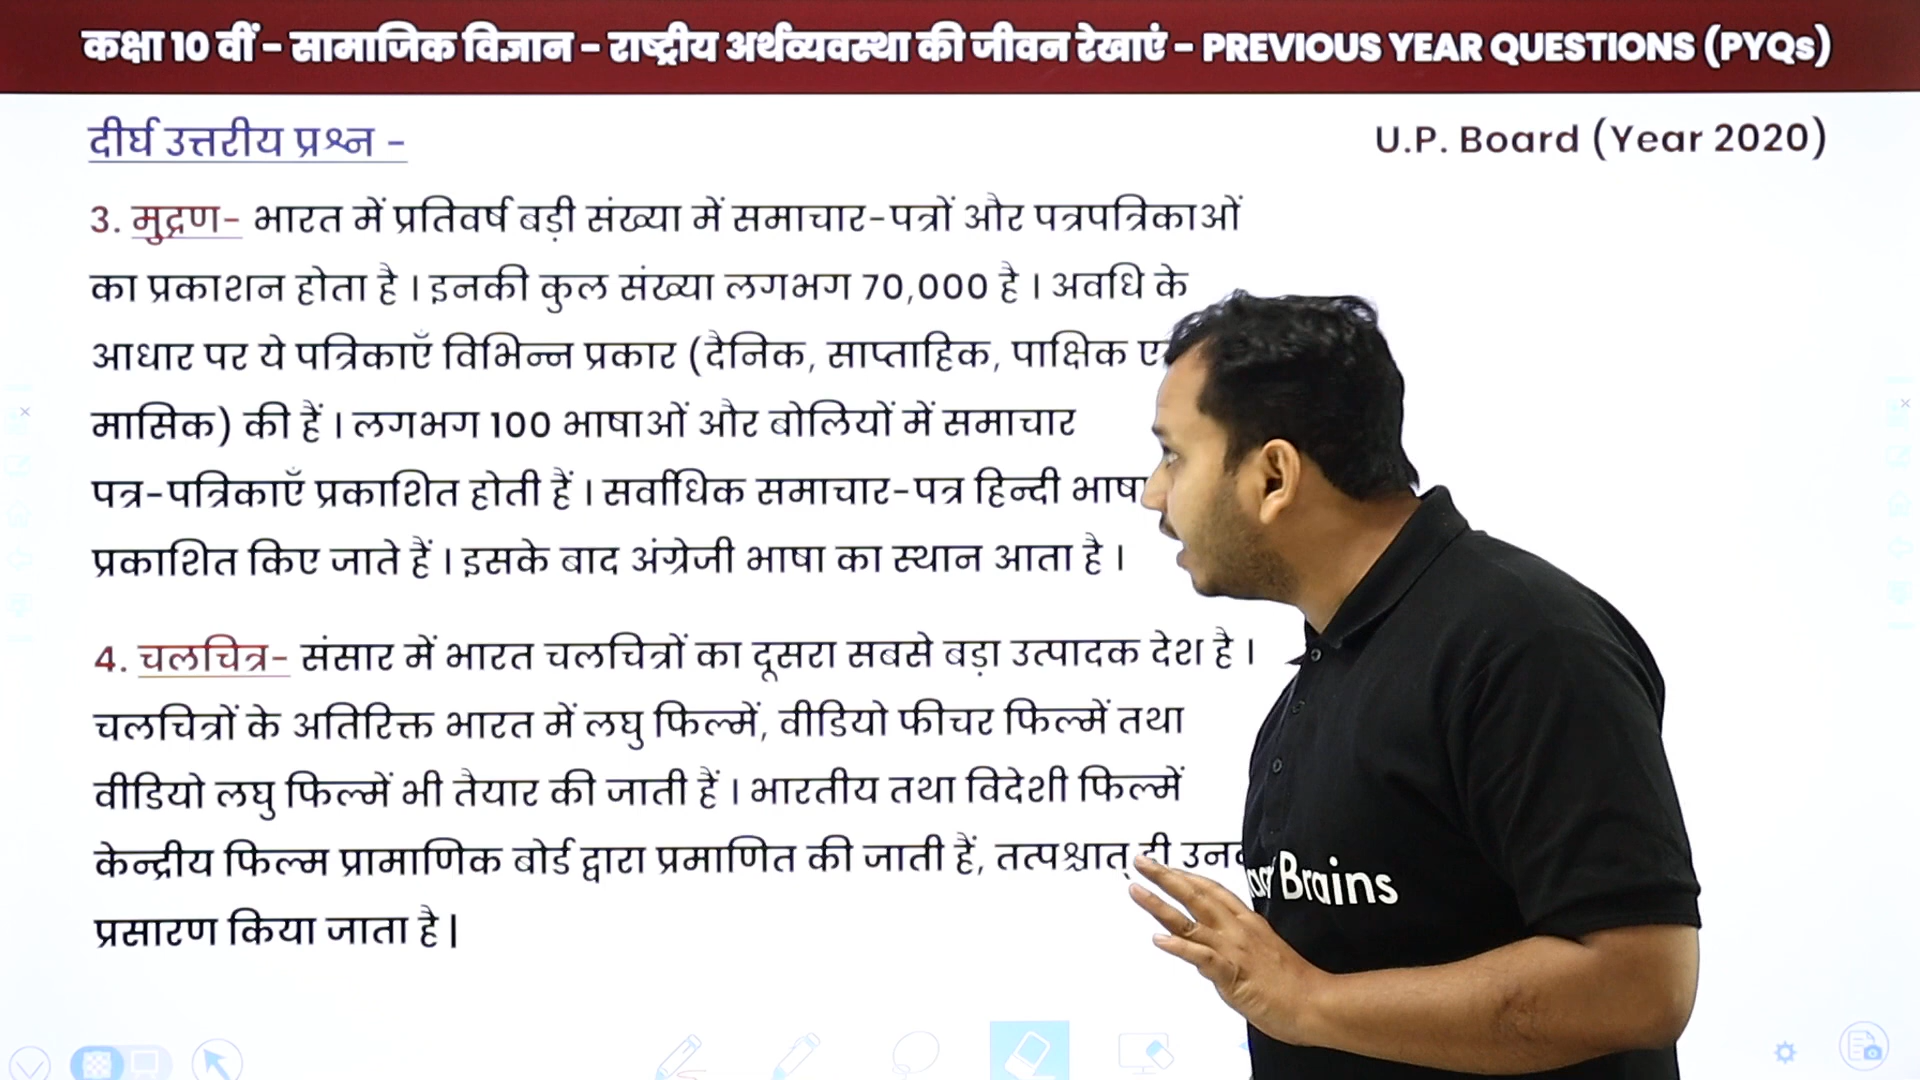 कक्षा 10 वीं – सामाजिक विज्ञान – राष्ट्रीय अर्थव्यवस्था की जीवन रेखाएं – PREVIOUS YEAR QUESTIONS (PYQs)
दीर्घ उत्तरीय प्रश्न –
U.P. Board (Year 2020)
3. मुद्रण- भारत में प्रतिवर्ष बड़ी संख्या में समाचार-पत्रों और पत्रपत्रिकाओं
का प्रकाशन होता है । इनकी कुल संख्या लगभग 70,000 है । अवधि के
आधार पर ये पत्रिकाएँ विभिन्न प्रकार (दैनिक, साप्ताहिक, पाक्षिक
मासिक) की हैं । लगभग 100 भाषाओं और बोलियों में समाचार
पत्र-पत्रिकाएँ प्रकाशित होती हैं । सर्वाधिक समाचार-पत्र हिन्दी भाषा
प्रकाशित किए जाते हैं । इसके बाद अंग्रेजी भाषा का स्थान आता है ।
4. चलचित्र- संसार में भारत चलचित्रों का दूसरा सबसे बड़ा उत्पादक देश है ।
चलचित्रों के अतिरिक्त भारत में लघु फिल्में, वीडियो फीचर फिल्में तथा
वीडियो लघु फिल्में भी तैयार की जाती हैं । भारतीय तथा विदेशी फिल्में
केन्द्रीय फिल्म प्रामाणिक बोर्ड द्वारा प्रमाणित की जाती हैं, तत्पश्चात् ही
प्रसारण किया जाता है |
Brains